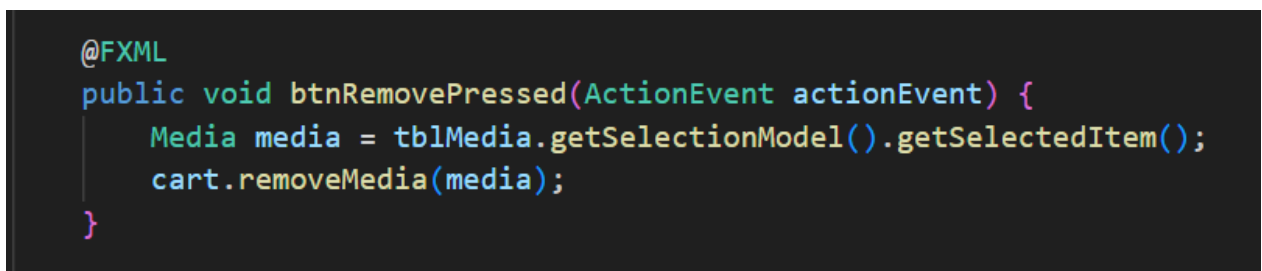 @FXML
public void btnRemovePressed(ActionEvent actionEvent) {
    Media media = tblMedia.getSelectionModel().getSelectedItem();
    cart.removeMedia(media);
}